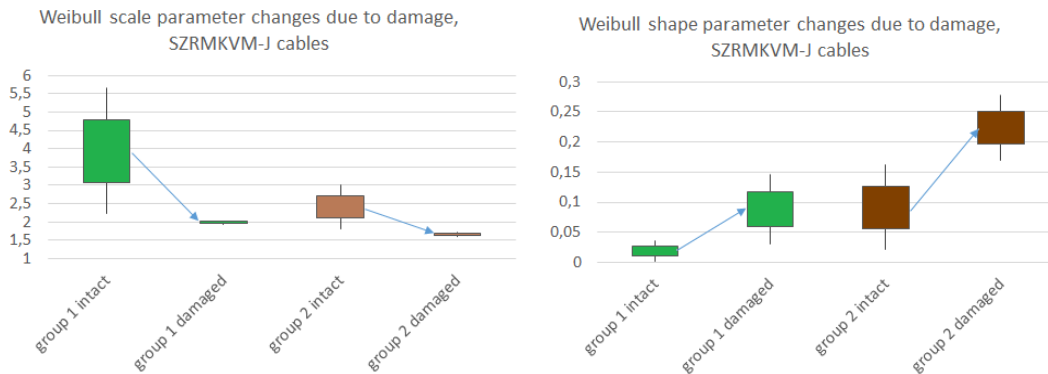 Weibull scale parameter changes due to damage,
SZRMKVM-J cables
6
5,5
5
4,5
4
3,5
3
2,5
2
1,5
1
group 1 intact
group 1 damaged
group 2 intact
group 2 damaged
Weibull shape parameter changes due to damage,
SZRMKVM-J cables
0,3
0,25
0,2
0,15
0,1
0,05
0
group 1 intact
group 1 damaged
group 2 intact
group 2 damaged